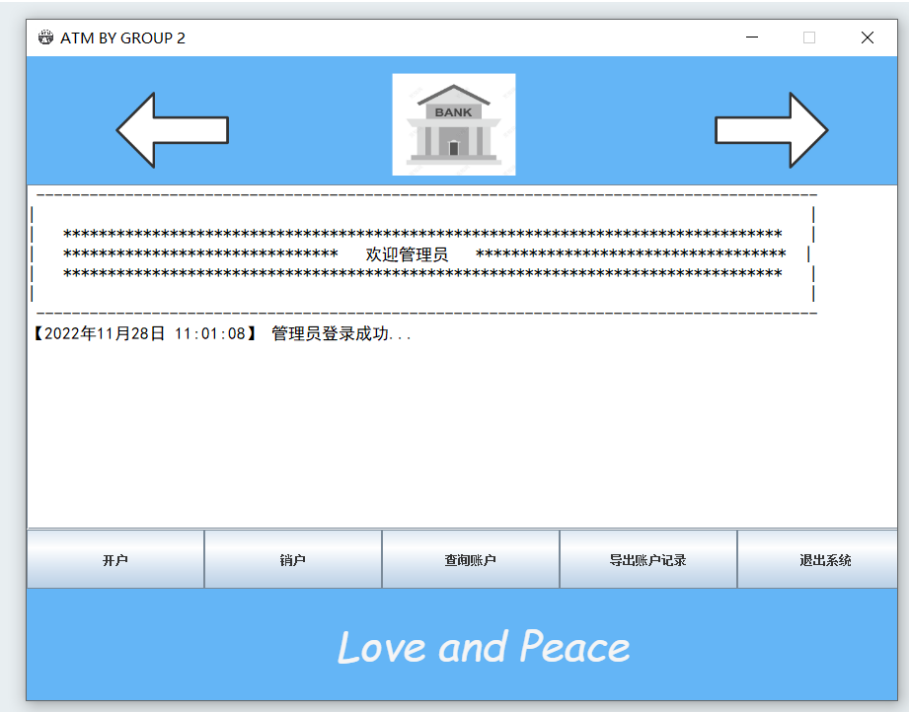 ATM BY GROUP 2
BANK
--------------------------------------------------------------------------------------
|                                                                                      |
|   ********************************************************************************   |
|   ******************************* 欢迎管理员 ***********************************   |
|   ********************************************************************************   |
|                                                                                      |
--------------------------------------------------------------------------------------
【2022年11月28日 11:01:08】 管理员登录成功...
开户 销户 查询账户 导出账户记录 退出系统
Love and Peace